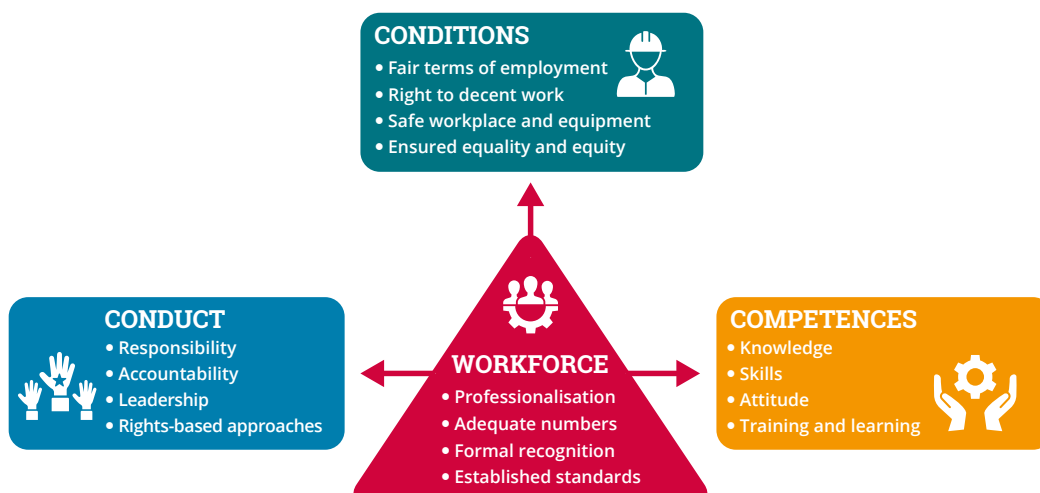 CONDITIONS
• Fair terms of employment
• Right to decent work
• Safe workplace and equipment
• Ensured equality and equity
CONDUCT
• Responsibility
• Accountability
• Leadership
• Rights-based approaches
WORKFORCE
• Professionalisation
• Adequate numbers
• Formal recognition
• Established standards
COMPETENCES
• Knowledge
• Skills
• Attitude
• Training and learning